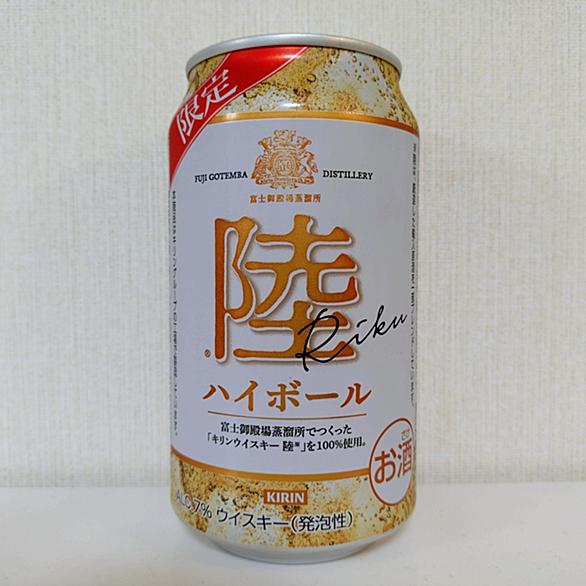 限定
FUJI GOTEMBA DISTILLERY
富士御殿場蒸溜所
陸
Riku
®
ハイボール
富士御殿場蒸溜所でつくった
「キリンウイスキー 陸※」を100%使用。
お酒
KIRIN
ALC.7% ウイスキー(発泡性)